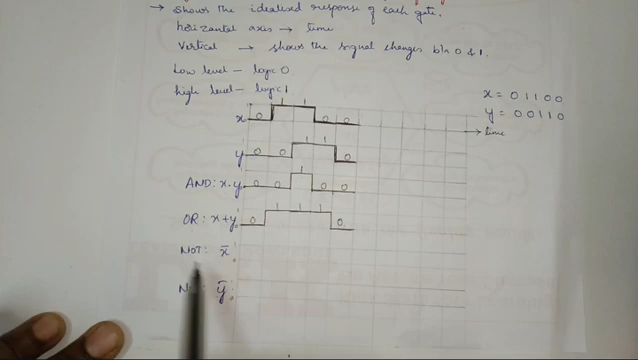 → shows the idealised response of each gate.
horizontal axis → time
Vertical → shows the signal changes b/n 0 & 1.
Low level – logic 0
High level – logic 1
x = 0 1 1 0 0
y = 0 0 1 1 0
x 0 1 1 0 0
→ time
y 0 0 1 1 0
AND: x·y 0 0 1 0 0
OR: x+y 0 1 1 1 0
NOT: x̅
ȳ